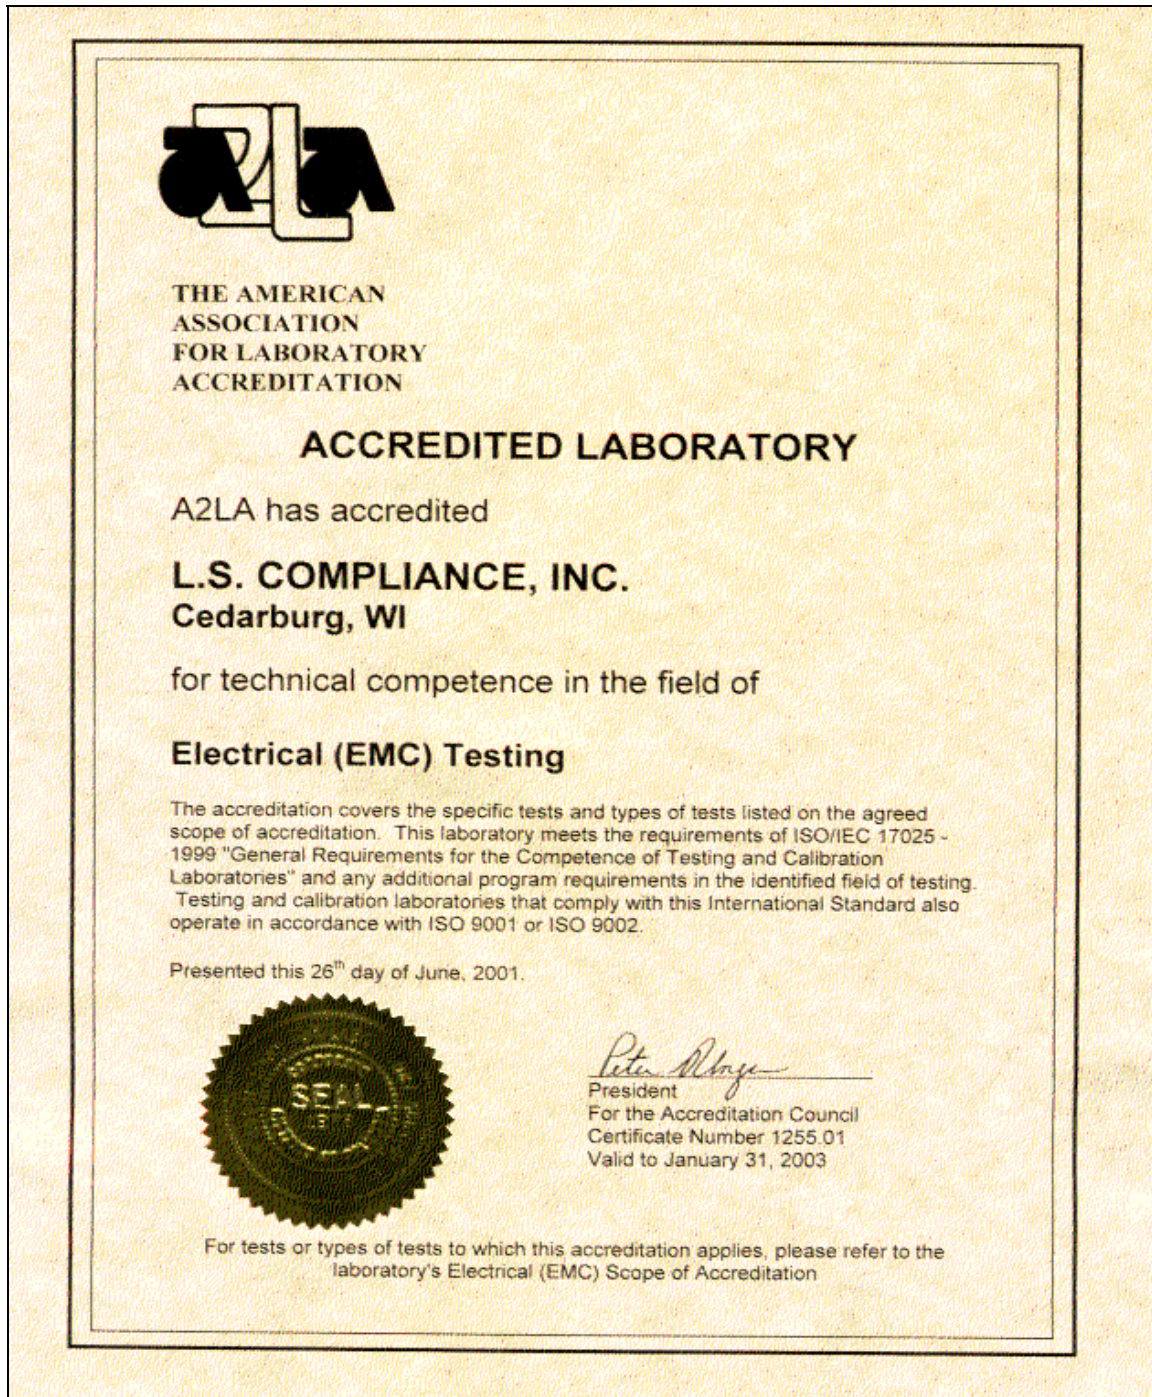 A2LA
THE AMERICAN
ASSOCIATION
FOR LABORATORY
ACCREDITATION
ACCREDITED LABORATORY
A2LA has accredited
L.S. COMPLIANCE, INC.
Cedarburg, WI
for technical competence in the field of
Electrical (EMC) Testing
The accreditation covers the specific tests and types of tests listed on the agreed
scope of accreditation. This laboratory meets the requirements of ISO/IEC 17025 -
1999 "General Requirements for the Competence of Testing and Calibration
Laboratories" and any additional program requirements in the identified field of testing.
Testing and calibration laboratories that comply with this International Standard also
operate in accordance with ISO 9001 or ISO 9002.
Presented this 26th day of June, 2001.
SEAL
Peter
President
For the Accreditation Council
Certificate Number 1255.01
Valid to January 31, 2003
For tests or types of tests to which this accreditation applies, please refer to the
laboratory's Electrical (EMC) Scope of Accreditation